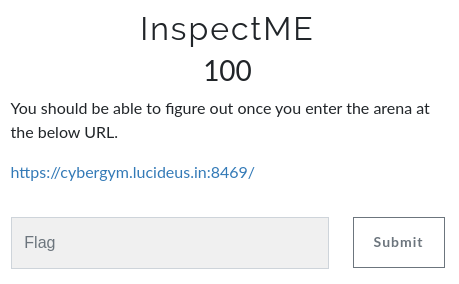 InspectME
100
You should be able to figure out once you enter the arena at
the below URL.
https://cybergym.lucideus.in:8469/
Flag
Submit